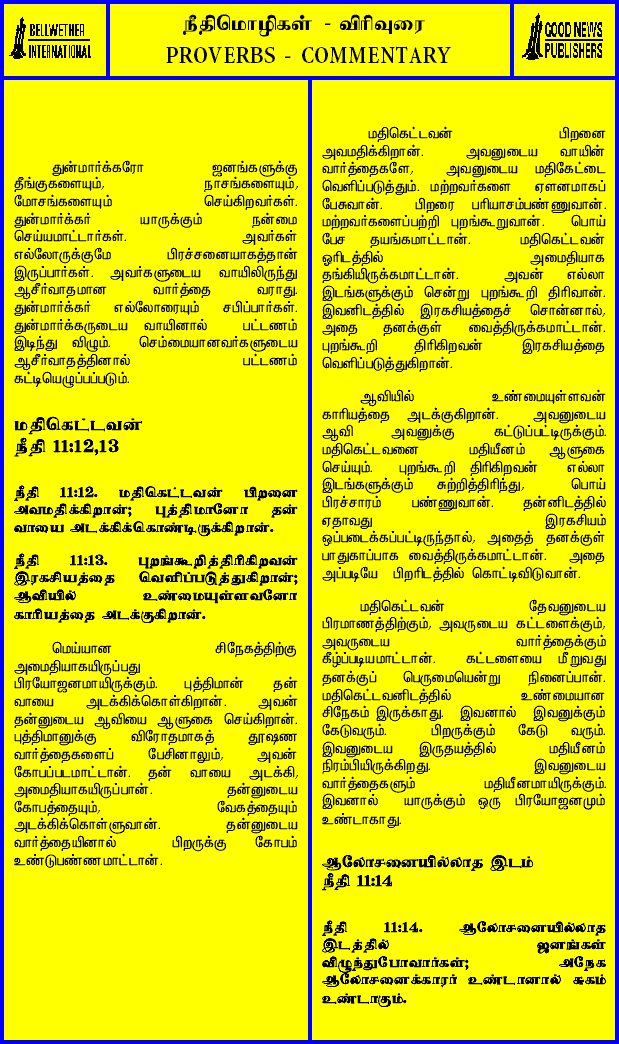 BELLWETHER
INTERNATIONAL
நீதிமொழிகள் - விரிவுரை
PROVERBS - COMMENTARY
GOOD NEWS
PUBLISHERS
துன்மார்க்கரோ ஜனங்களுக்கு
தீங்குகளையும், நாசங்களையும்,
மோசங்களையும் செய்கிறவர்கள்.
துன்மார்க்கர் யாருக்கும் நன்மை
செய்யமாட்டார்கள். அவர்கள்
எல்லோருக்குமே பிரச்சனையாகத்தான்
இருப்பார்கள். அவர்களுடைய வாயிலிருந்து
ஆசீர்வாதமான வார்த்தை வராது.
துன்மார்க்கர் எல்லோரையும் சபிப்பார்கள்.
துன்மார்க்கருடைய வாயினால் பட்டணம்
இடிந்து விழும். செம்மையானவர்களுடைய
ஆசீர்வாதத்தினால் பட்டணம்
கட்டியெழுப்பப்படும்.
மதிகெட்டவன்
நீதி 11:12,13
நீதி 11:12. மதிகெட்டவன் பிறனை
அவமதிக்கிறான்; புத்திமானோ தன்
வாயை அடக்கிக்கொண்டிருக்கிறான்.
நீதி 11:13. புறங்கூறித்திரிகிறவன்
இரகசியத்தை வெளிப்படுத்துகிறான்;
ஆவியில் உண்மையுள்ளவனோ
காரியத்தை அடக்குகிறான்.
மெய்யான சிநேகத்திற்கு
அமைதியாகயிருப்பது
பிரயோஜனமாயிருக்கும். புத்திமான் தன்
வாயை அடக்கிக்கொள்கிறான். அவன்
தன்னுடைய ஆவியை ஆளுகை செய்கிறான்.
புத்திமானுக்கு விரோதமாகத் தூஷண
வார்த்தைகளைப் பேசினாலும், அவன்
கோபப்படமாட்டான். தன் வாயை அடக்கி,
அமைதியாகயிருப்பான். தன்னுடைய
கோபத்தையும், வேகத்தையும்
அடக்கிக்கொள்ளுவான். தன்னுடைய
வார்த்தையினால் பிறருக்கு கோபம்
உண்டுபண்ணமாட்டான்.
மதிகெட்டவன் பிறனை
அவமதிக்கிறான். அவனுடைய வாயின்
வார்த்தைகளே, அவனுடைய மதிகேட்டை
வெளிப்படுத்தும். மற்றவர்களை ஏளனமாகப்
பேசுவான். பிறரை பரியாசம்பண்ணுவான்.
மற்றவர்களைப்பற்றி புறங்கூறுவான். பொய்
பேச தயங்கமாட்டான். மதிகெட்டவன்
ஓரிடத்தில் அமைதியாக
தங்கியிருக்கமாட்டான். அவன் எல்லா
இடங்களுக்கும் சென்று புறங்கூறி திரிவான்.
இவனிடத்தில் இரகசியத்தைச் சொன்னால்,
அதை தனக்குள் வைத்திருக்கமாட்டான்.
புறங்கூறி திரிகிறவன் இரகசியத்தை
வெளிப்படுத்துகிறான்.
ஆவியில் உண்மையுள்ளவன்
காரியத்தை அடக்குகிறான். அவனுடைய
ஆவி அவனுக்கு கட்டுப்பட்டிருக்கும்.
மதிகெட்டவனை மதியீனம் ஆளுகை
செய்யும். புறங்கூறி திரிகிறவன் எல்லா
இடங்களுக்கும் சுற்றித்திரிந்து, பொய்
பிரச்சாரம் பண்ணுவான். தன்னிடத்தில்
ஏதாவது இரகசியம்
ஒப்படைக்கப்பட்டிருந்தால், அதைத் தனக்குள்
பாதுகாப்பாக வைத்திருக்கமாட்டான். அதை
அப்படியே பிறரிடத்தில் கொட்டிவிடுவான்.
மதிகெட்டவன் தேவனுடைய
பிரமாணத்திற்கும், அவருடைய கட்டளைக்கும்,
அவருடைய வார்த்தைக்கும்
கீழ்ப்படியமாட்டான். கட்டளையை மீறுவது
தனக்குப் பெருமையென்று நினைப்பான்.
மதிகெட்டவனிடத்தில் உண்மையான
சிநேகம் இருக்காது. இவனால் இவனுக்கும்
கேடுவரும். பிறருக்கும் கேடு வரும்.
இவனுடைய இருதயத்தில் மதியீனம்
நிரம்பியிருக்கிறது. இவனுடைய
வார்த்தைகளும் மதியீனமாயிருக்கும்.
இவனால் யாருக்கும் ஒரு பிரயோஜனமும்
உண்டாகாது.
ஆலோசனையில்லாத இடம்
நீதி 11:14
நீதி 11:14. ஆலோசனையில்லாத
இடத்தில் ஜனங்கள்
விழுந்துபோவார்கள்; அநேக
ஆலோசனைக்காரர் உண்டானால் சுகம்
உண்டாகும்.